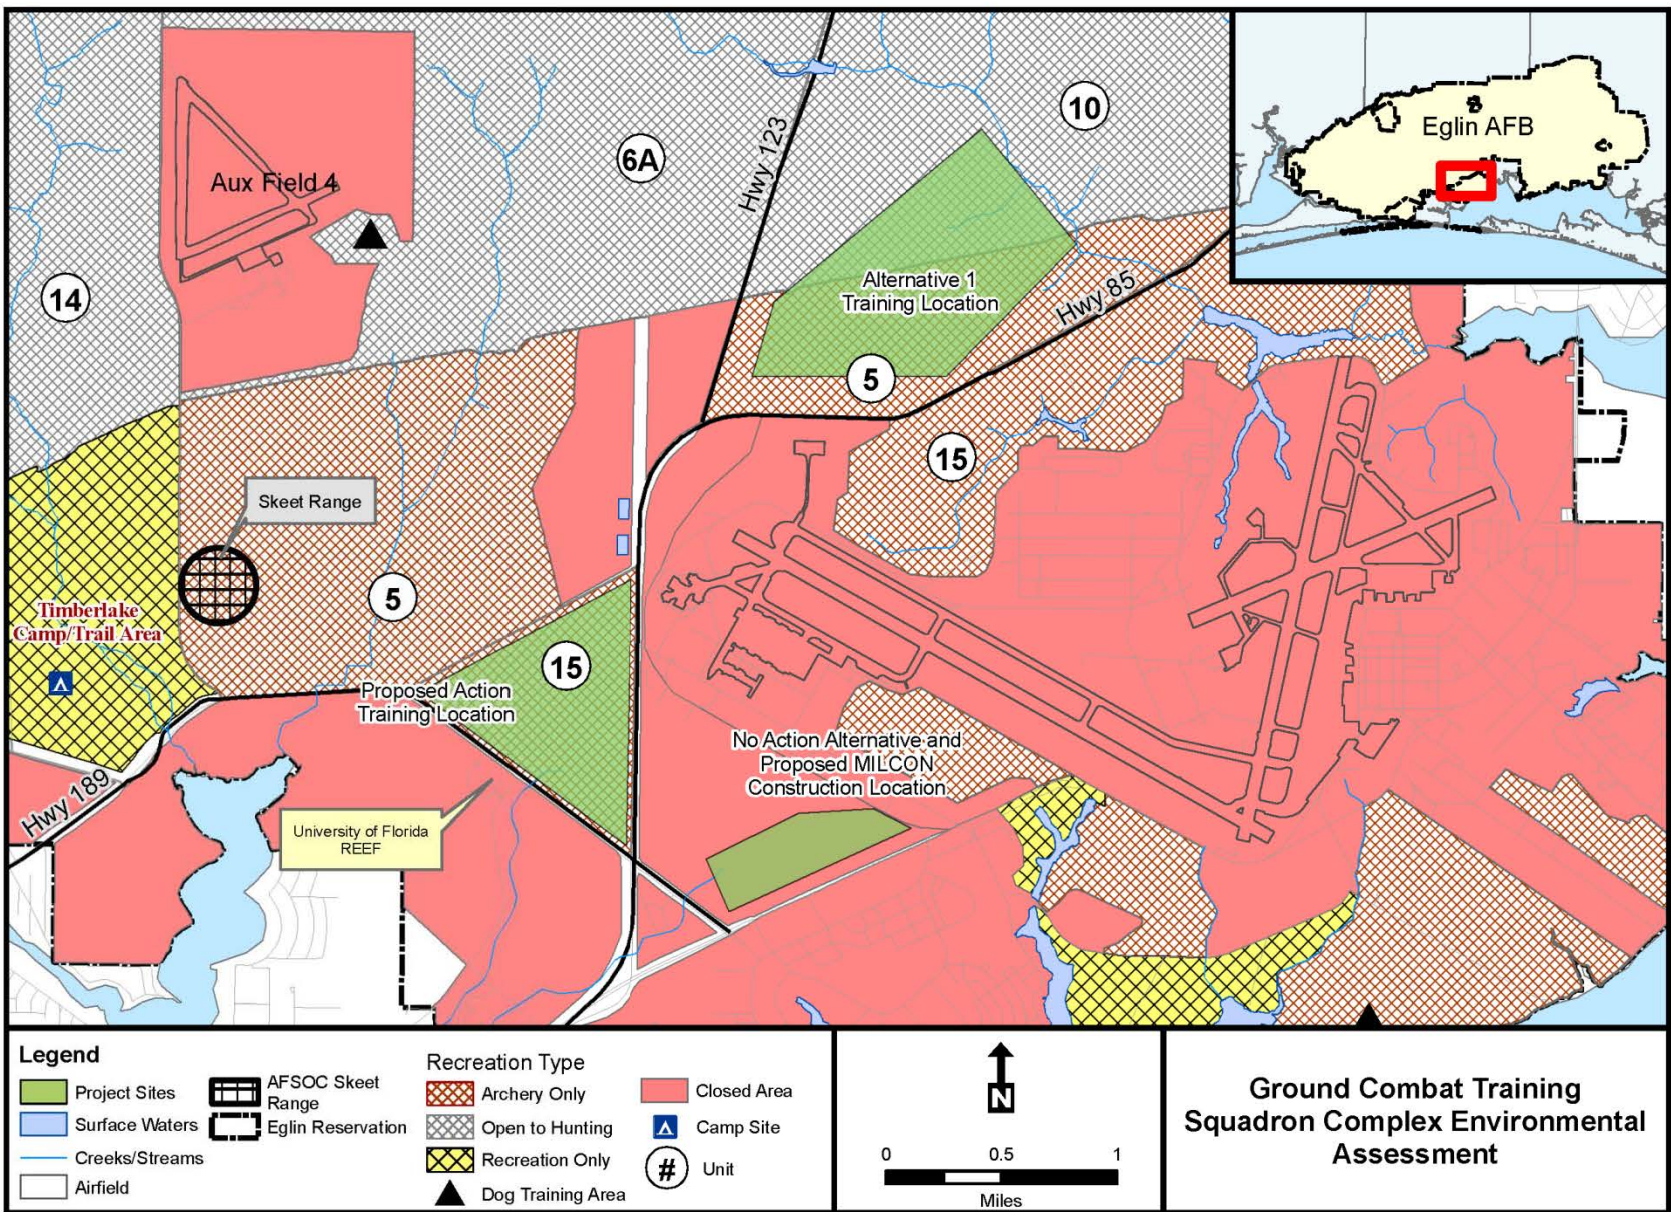 Eglin AFB
10
6A
Hwy 123
Aux Field 4
14
Alternative 1
Training Location
Hwy 85
5
15
Skeet Range
5
Timberlake
Camp/Trail Area
15
Proposed Action
Training Location
No Action Alternative and
Proposed MILCON
Construction Location
Hwy 189
University of Florida
REEF
Legend
Project Sites
Surface Waters
Creeks/Streams
Airfield
AFSOC Skeet
Range
Eglin Reservation
Recreation Type
Archery Only
Open to Hunting
Recreation Only
Dog Training Area
Closed Area
Camp Site
# Unit
N
0 0.5 1
Miles
Ground Combat Training
Squadron Complex Environmental
Assessment